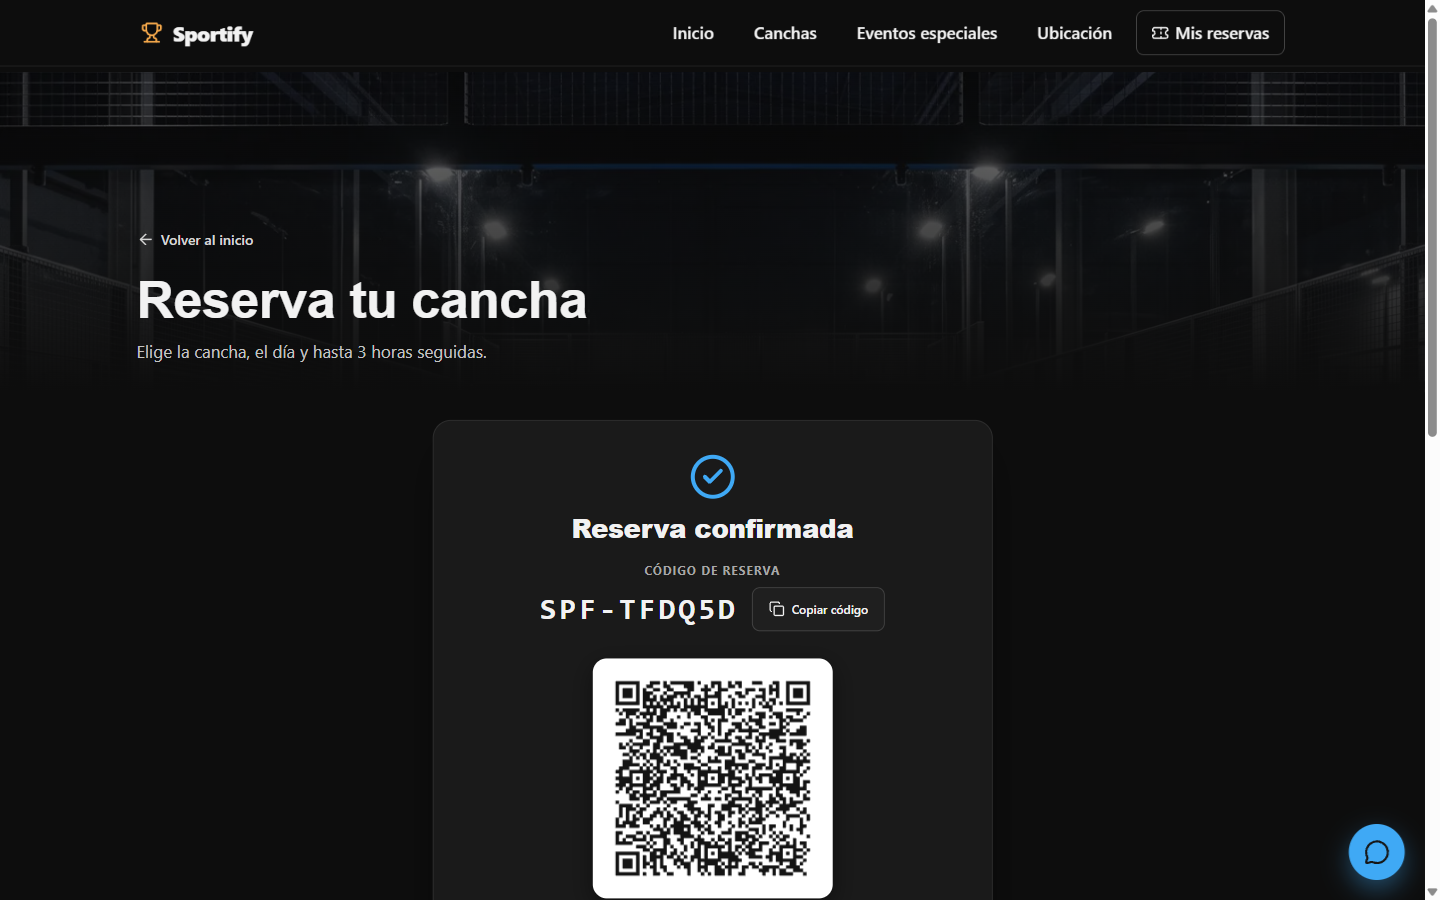 Sportify
Inicio
Canchas
Eventos especiales
Ubicación
Mis reservas
Volver al inicio
Reserva tu cancha
Elige la cancha, el día y hasta 3 horas seguidas.
Reserva confirmada
CÓDIGO DE RESERVA
SPF-TFDQ5D
Copiar código